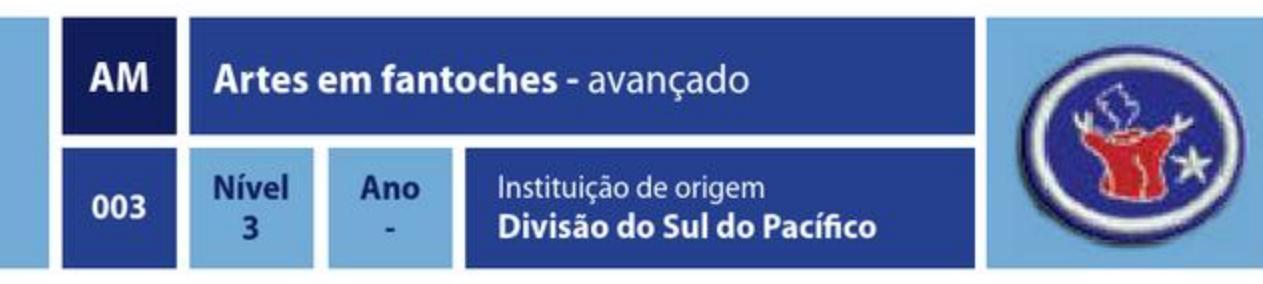 AM
Artes em fantoches - avançado
003
Nível
3
Ano
-
Instituição de origem
Divisão do Sul do Pacífico